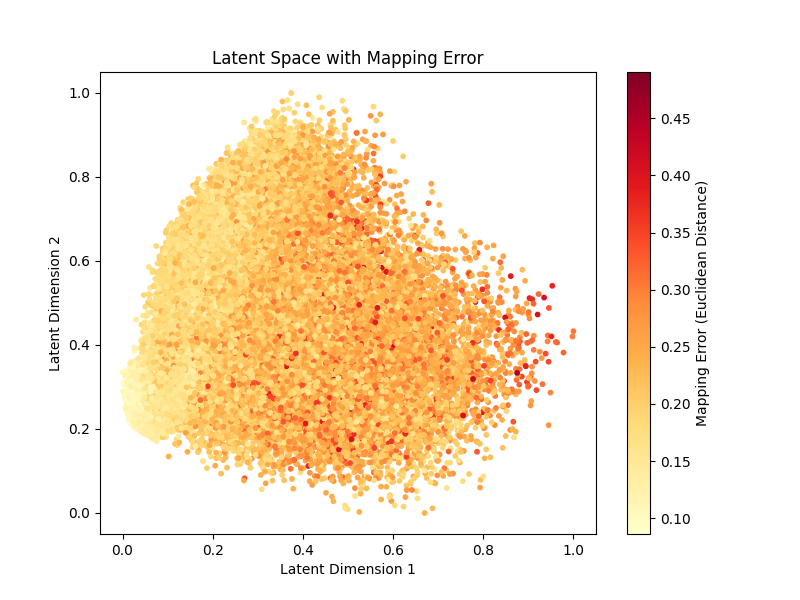 Latent Space with Mapping Error
1.0
0.8
0.6
0.4
0.2
0.0
Latent Dimension 2
0.0 0.2 0.4 0.6 0.8 1.0
Latent Dimension 1
0.45
0.40
0.35
0.30
0.25
0.20
0.15
0.10
Mapping Error (Euclidean Distance)